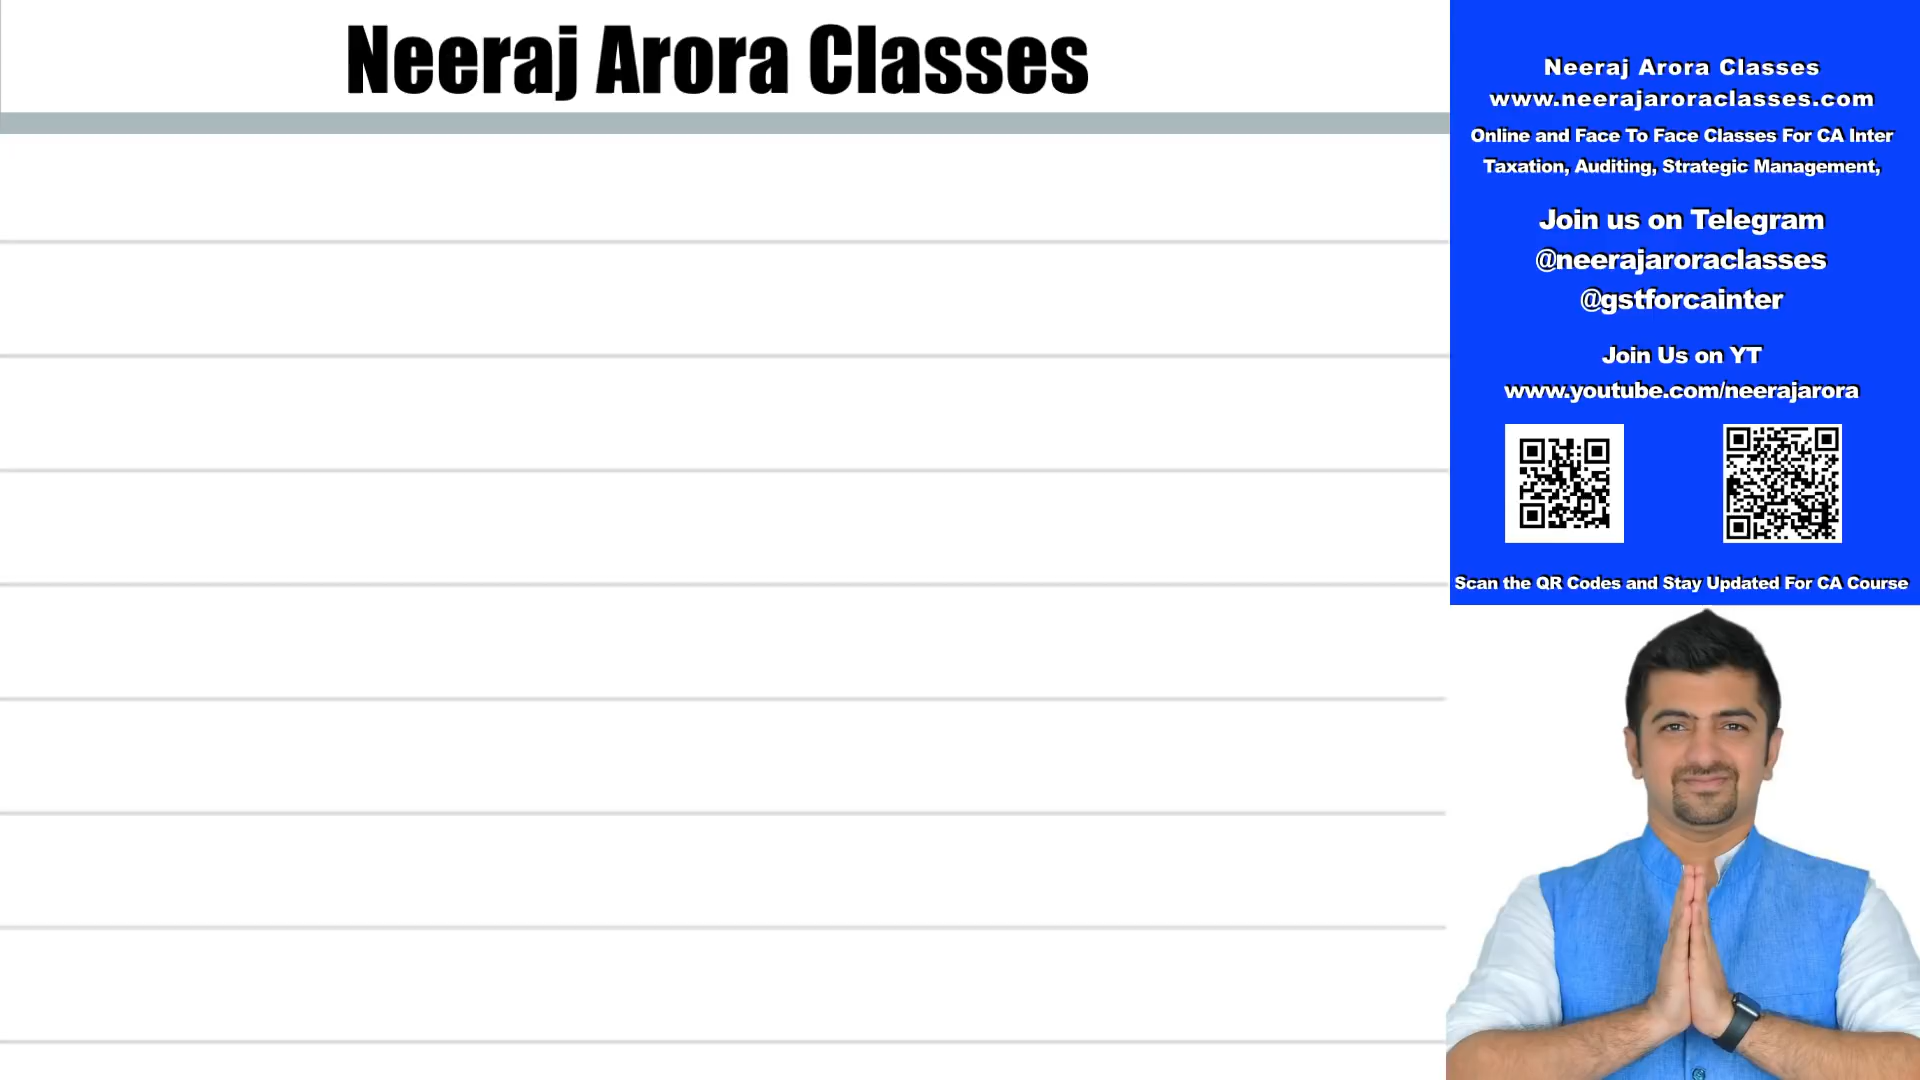 Neeraj Arora Classes
Neeraj Arora Classes
www.neerajaroraclasses.com
Online and Face To Face Classes For CA Inter
Taxation, Auditing, Strategic Management,
Join us on Telegram
@neerajaroraclasses
@gstforcainter
Join Us on YT
www.youtube.com/neerajarora
Scan the QR Codes and Stay Updated For CA Course